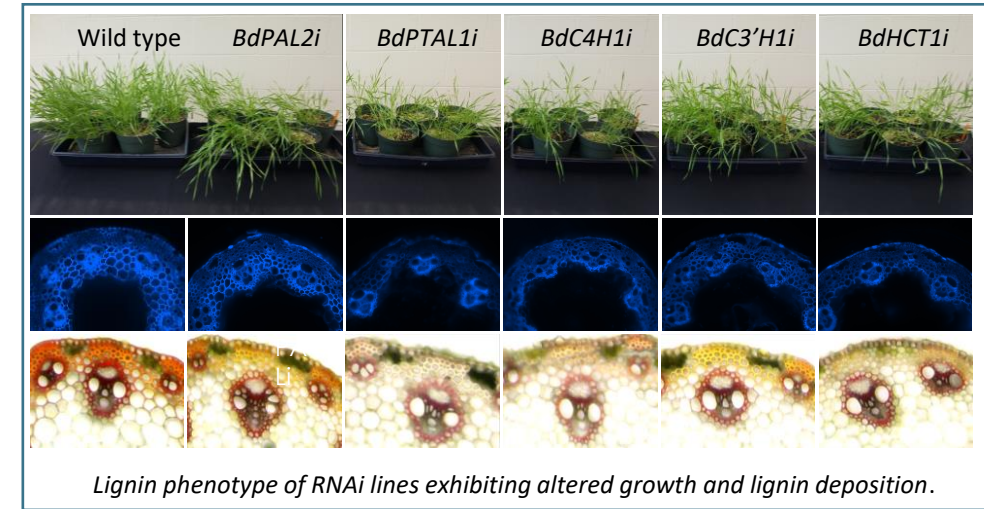 Wild type BdPAL2i BdPTAL1i BdC4H1i BdC3’H1i BdHCT1i
Li
Lignin phenotype of RNAi lines exhibiting altered growth and lignin deposition.